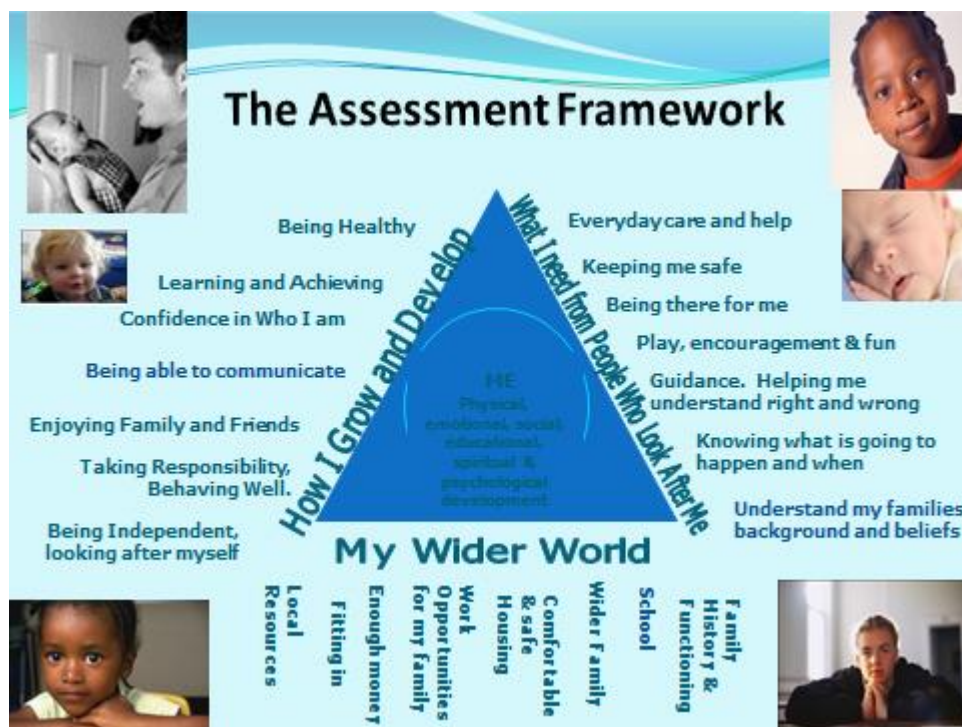 The Assessment Framework
Being Healthy
Learning and Achieving
Confidence in Who I am
Being able to communicate
Enjoying Family and Friends
Taking Responsibility,
Behaving Well.
Being Independent,
looking after myself
How I Grow and Develop
What I need from People Who Look After Me
Everyday care and help
Keeping me safe
Being there for me
Play, encouragement & fun
Guidance. Helping me
understand right and wrong
Knowing what is going to
happen and when
Understand my families
background and beliefs
ME
Physical,
emotional, social,
educational,
spiritual &
psychological
development
My Wider World
Local
Resources
Fitting in
Enough money
Work
Opportunities
for my family
Comfortable
& safe
Housing
Wider Family
School
Family
History &
Functioning